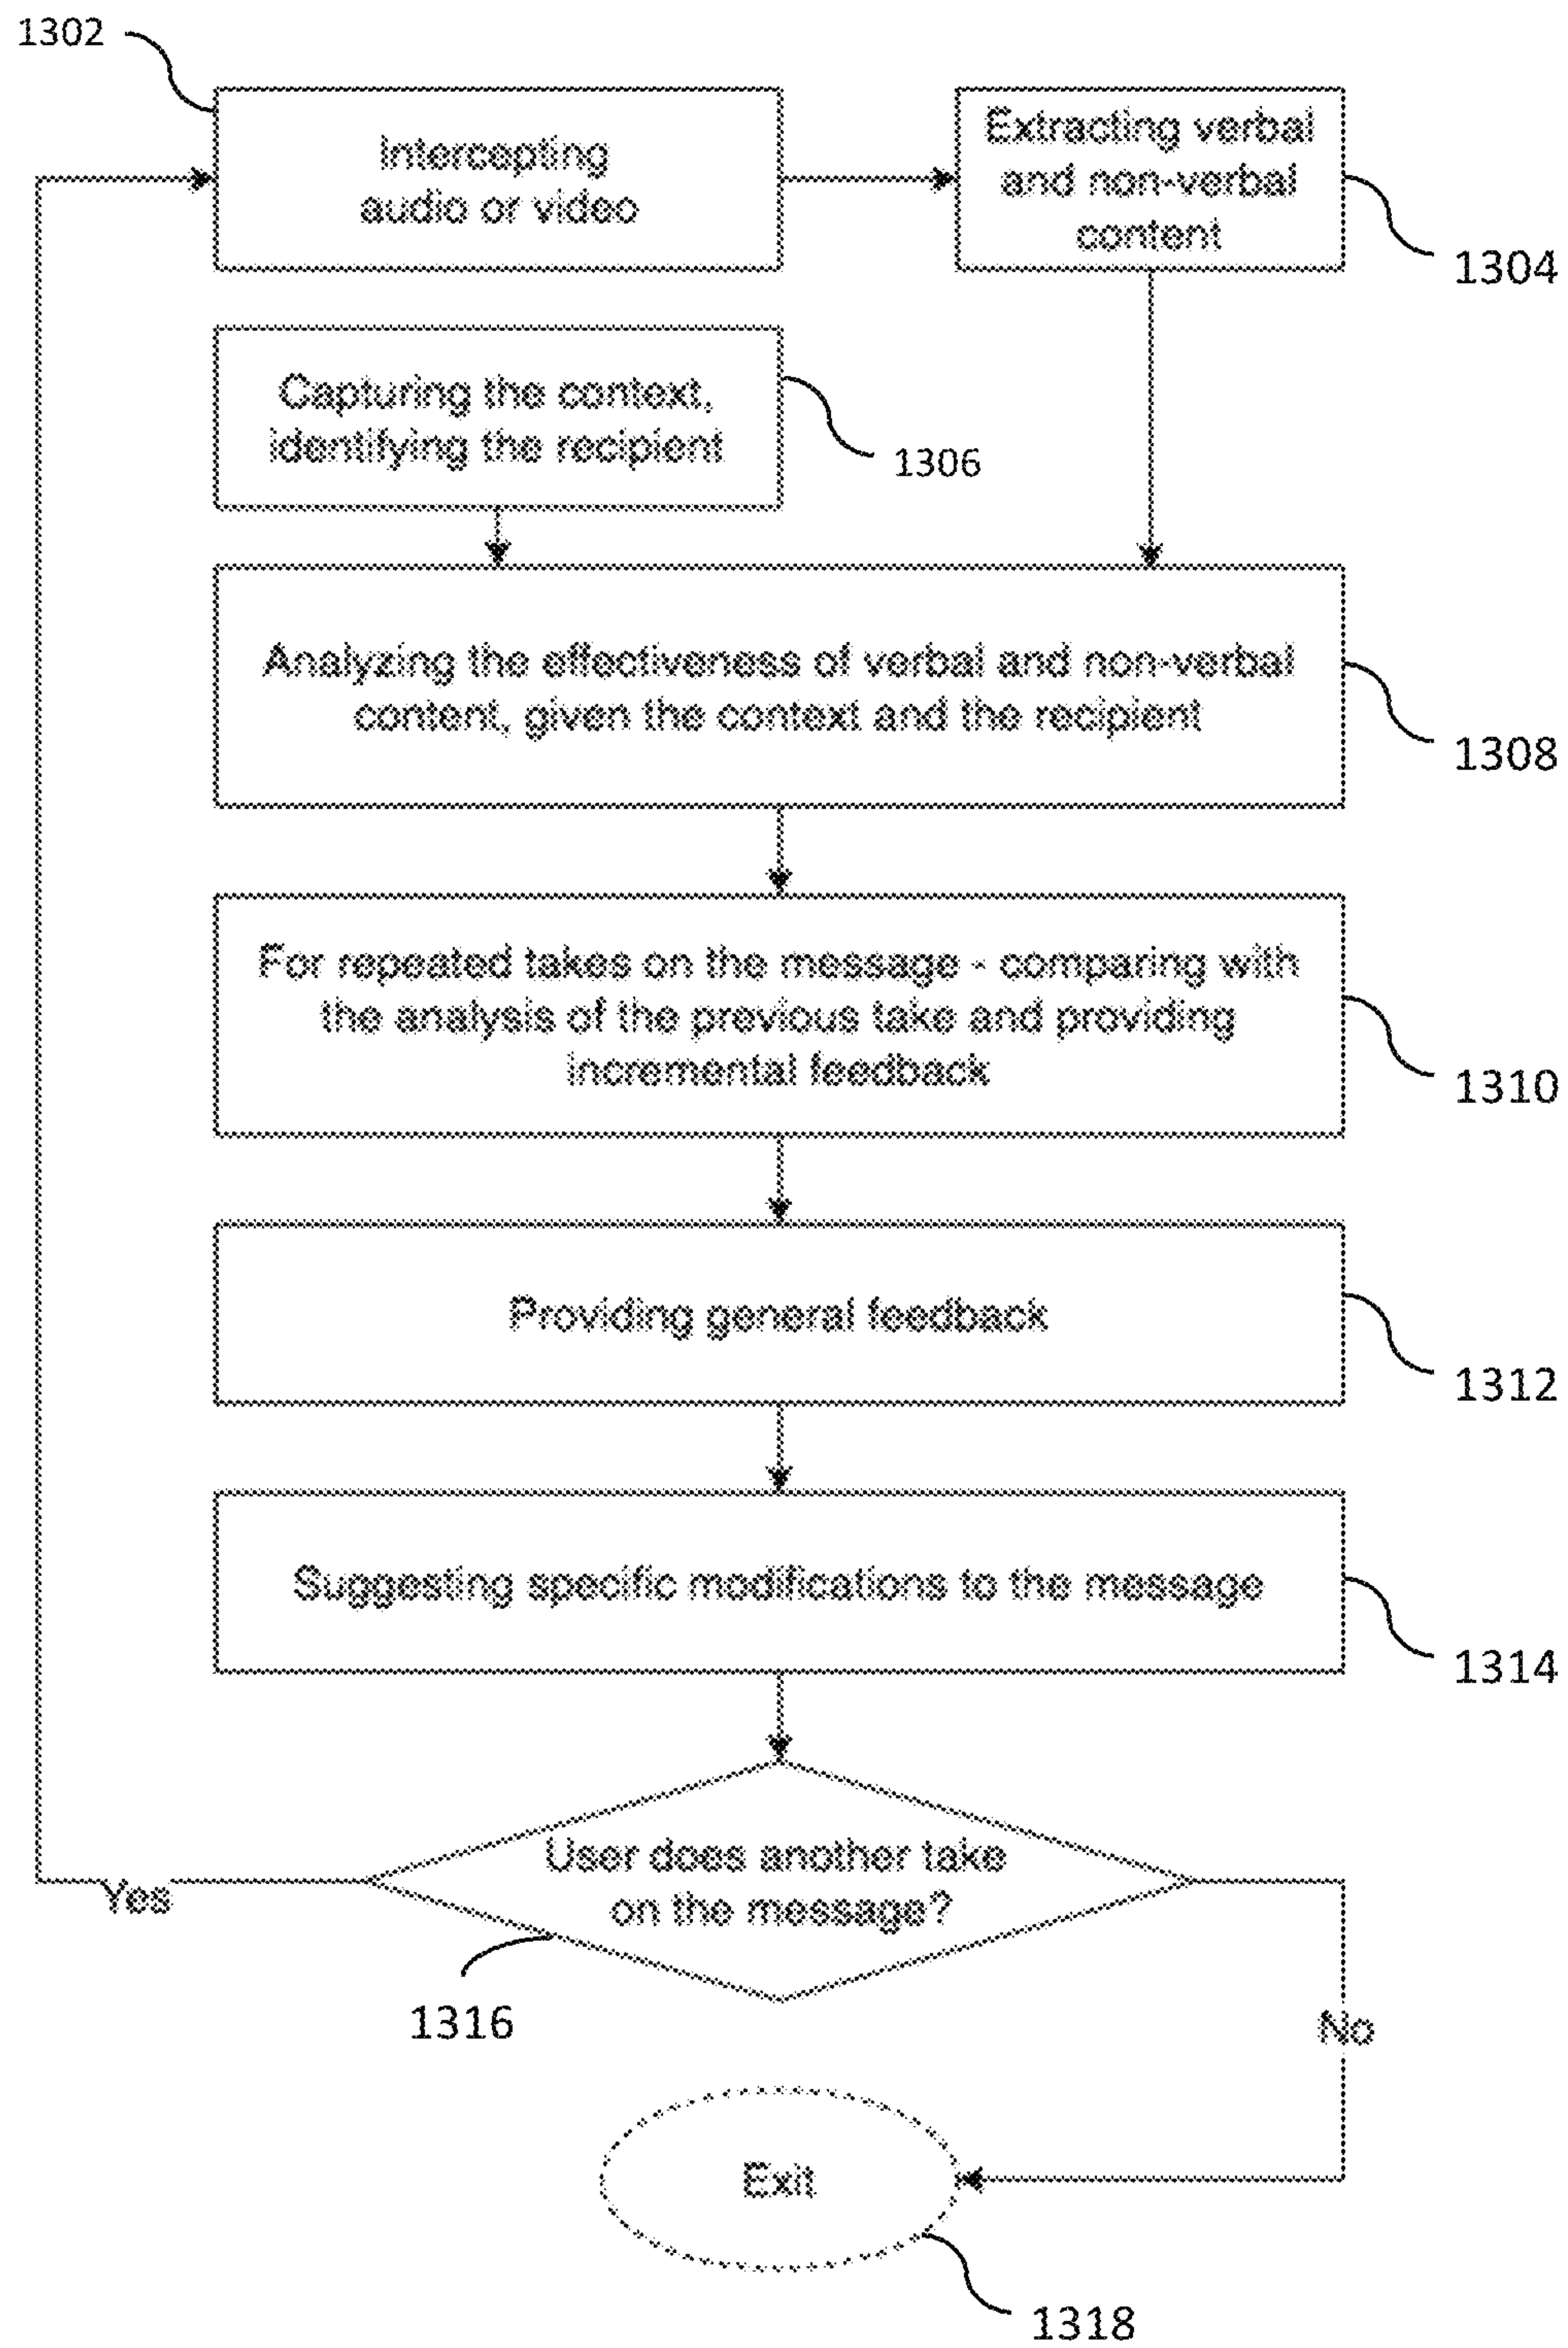 1302
Intercepting
audio or video
Extracting verbal
and non-verbal
content
1304
Capturing the context,
identifying the recipient
1306
Analyzing the effectiveness of verbal and non-verbal
content, given the context and the recipient
1308
For repeated takes on the message - comparing with
the analysis of the previous take and providing
incremental feedback
1310
Providing general feedback
1312
Suggesting specific modifications to the message
1314
User does another take
on the message?
Yes
1316
No
Exit
1318